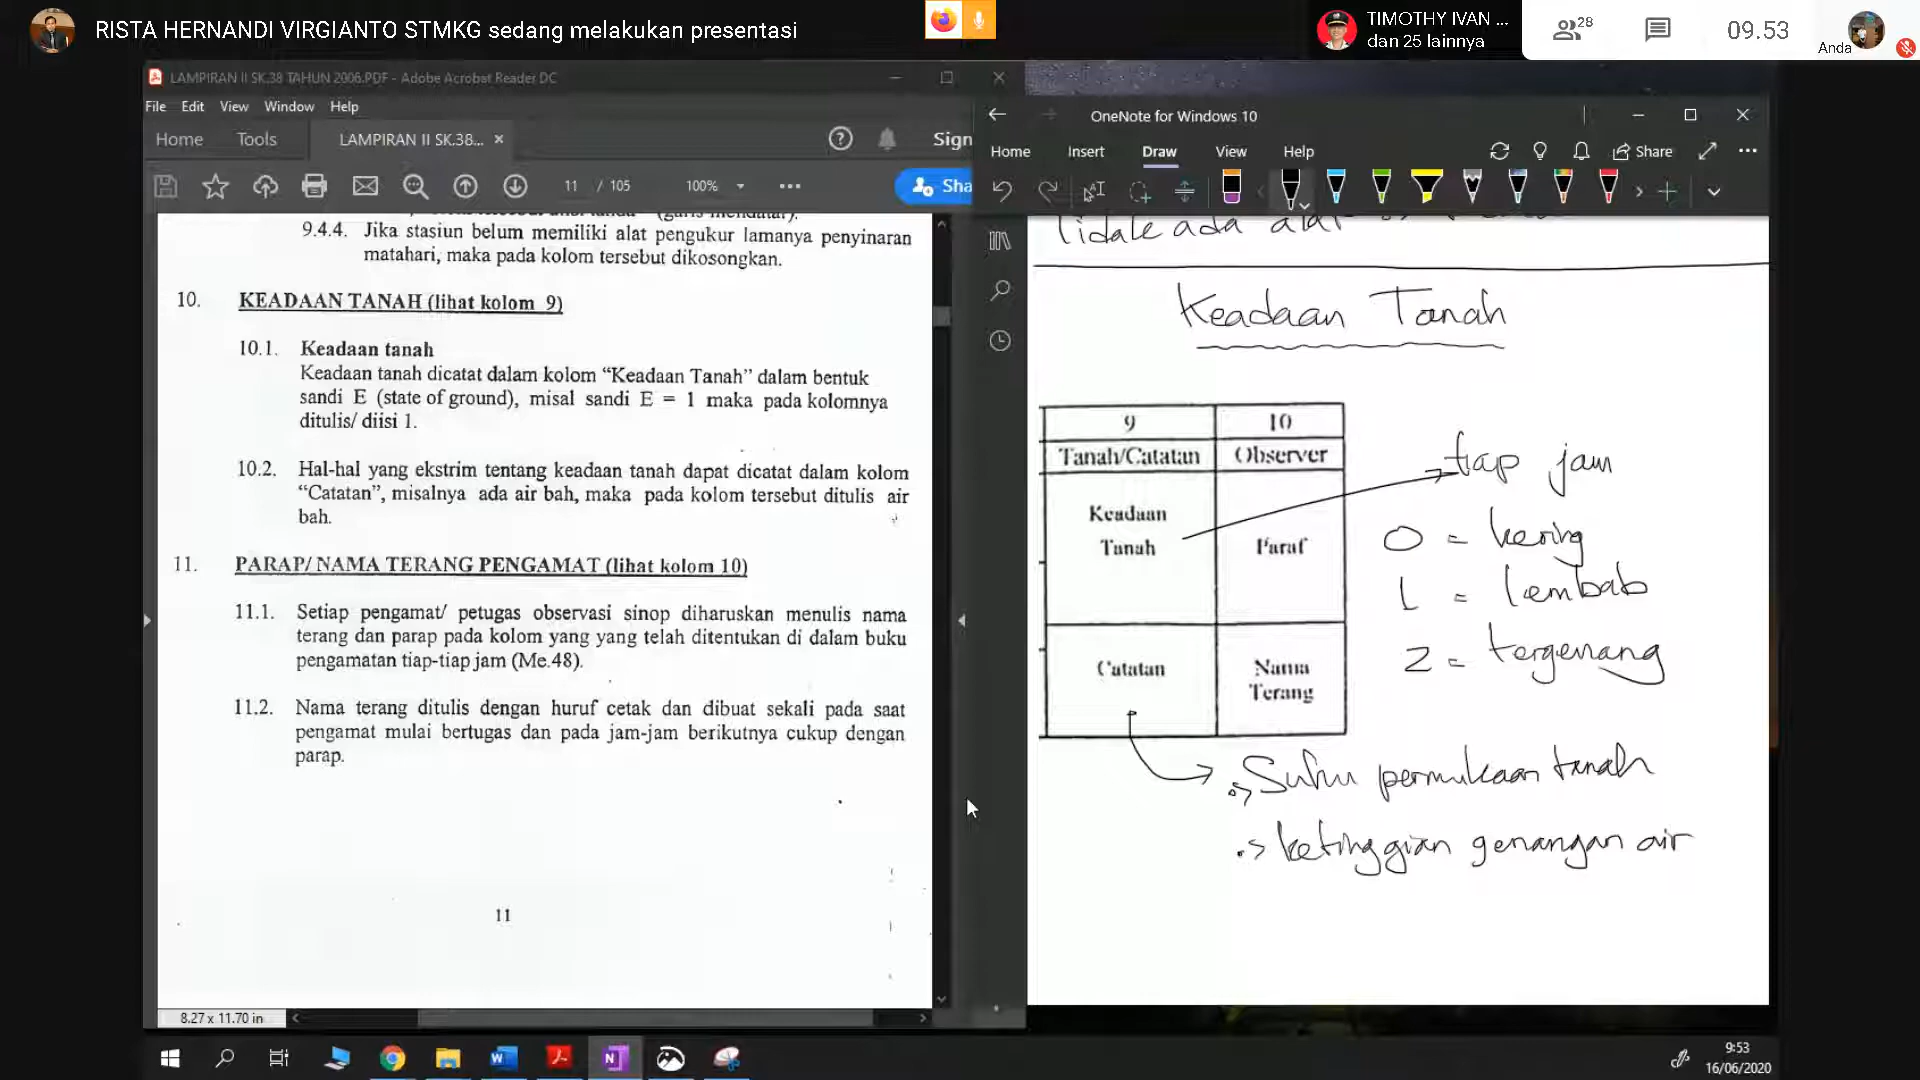 RISTA HERNANDI VIRGIANTO STMKG sedang melakukan presentasi
TIMOTHY IVAN ...
dan 25 lainnya
28
09.53
Anda
LAMPIRAN II SK.38 TAHUN 2006.PDF - Adobe Acrobat Reader DC
File Edit View Window Help
Home Tools LAMPIRAN II SK.38... × Sign
11 / 105 100% Sha
(garis mendatar).
9.4.4. Jika stasiun belum memiliki alat pengukur lamanya penyinaran
matahari, maka pada kolom tersebut dikosongkan.
10. KEADAAN TANAH (lihat kolom 9)
10.1. Keadaan tanah
Keadaan tanah dicatat dalam kolom “Keadaan Tanah” dalam bentuk
sandi E (state of ground), misal sandi E = 1 maka pada kolomnya
ditulis/ diisi 1.
10.2. Hal-hal yang ekstrim tentang keadaan tanah dapat dicatat dalam kolom
“Catatan”, misalnya ada air bah, maka pada kolom tersebut ditulis air
bah.
11. PARAP/ NAMA TERANG PENGAMAT (lihat kolom 10)
11.1. Setiap pengamat/ petugas observasi sinop diharuskan menulis nama
terang dan parap pada kolom yang yang telah ditentukan di dalam buku
pengamatan tiap-tiap jam (Me.48).
11.2. Nama terang ditulis dengan huruf cetak dan dibuat sekali pada saat
pengamat mulai bertugas dan pada jam-jam berikutnya cukup dengan
parap.
11
8.27 x 11.70 in
OneNote for Windows 10
Home Insert Draw View Help Share
Tidak ada alat
Keadaan Tanah
9 10
Tanah/Catatan Observer
Keadaan
Tanah
Paraf
Catatan
Nama
Terang
tiap jam
0 = kering
1 = lembab
2 = tergenang
Suhu permukaan tanah
ketinggian genangan air
9:53
16/06/2020